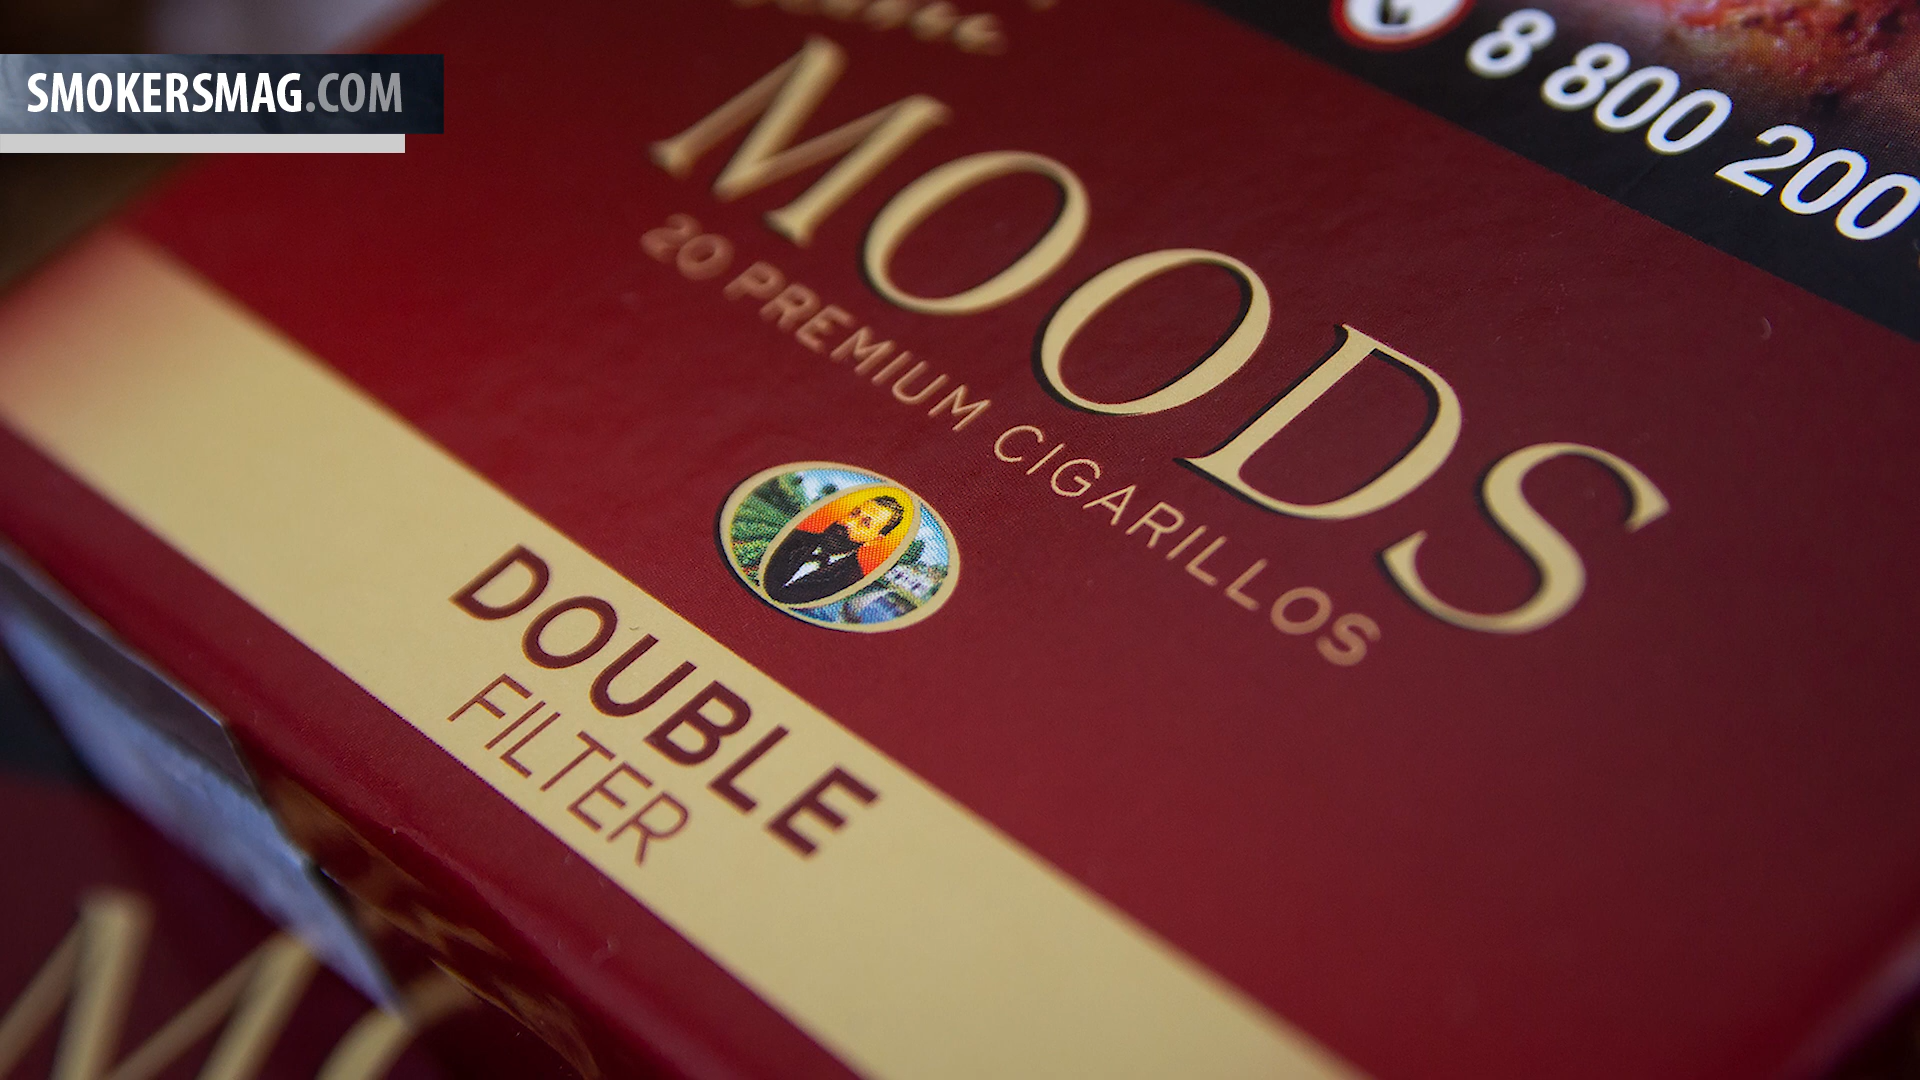 SMOKERSMAG.COM
8 800 200
MOODS
20 PREMIUM CIGARILLOS
DOUBLE
FILTER